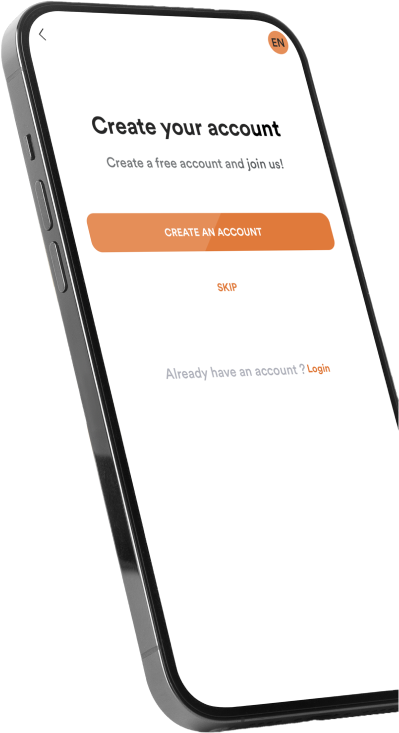 EN
Create your account
Create a free account and join us!
CREATE AN ACCOUNT
SKIP
Already have an account ? Login